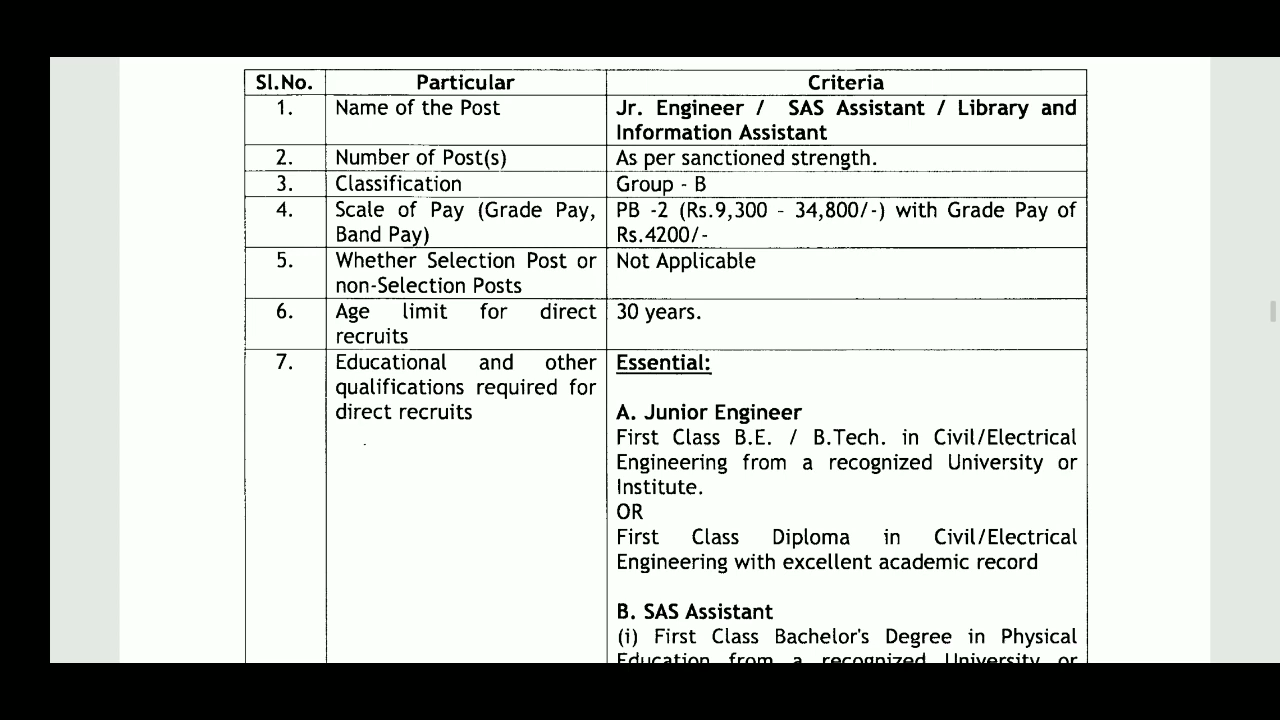 Sl.No. Particular Criteria
1. Name of the Post Jr. Engineer / SAS Assistant / Library and
Information Assistant
2. Number of Post(s) As per sanctioned strength.
3. Classification Group - B
4. Scale of Pay (Grade Pay, PB -2 (Rs.9,300 - 34,800/-) with Grade Pay of
Band Pay) Rs.4200/-
5. Whether Selection Post or Not Applicable
non-Selection Posts
6. Age limit for direct 30 years.
recruits
7. Educational and other Essential:
qualifications required for
direct recruits A. Junior Engineer
First Class B.E. / B.Tech. in Civil/Electrical
Engineering from a recognized University or
Institute.
OR
First Class Diploma in Civil/Electrical
Engineering with excellent academic record
B. SAS Assistant
(i) First Class Bachelor's Degree in Physical
Education from a recognized University or